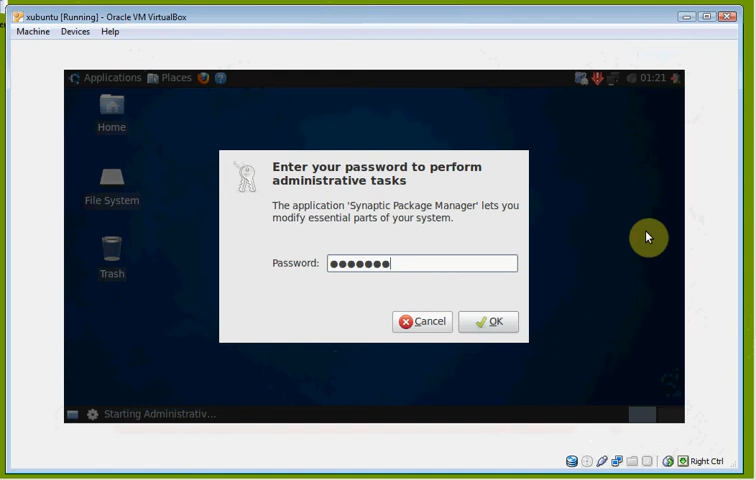 xubuntu [Running] - Oracle VM VirtualBox
Machine Devices Help
Applications Places 01:21
Home
File System
Trash
Enter your password to perform
administrative tasks
The application 'Synaptic Package Manager' lets you
modify essential parts of your system.
Password: ●●●●●●●
Cancel OK
Starting Administrativ...
Right Ctrl